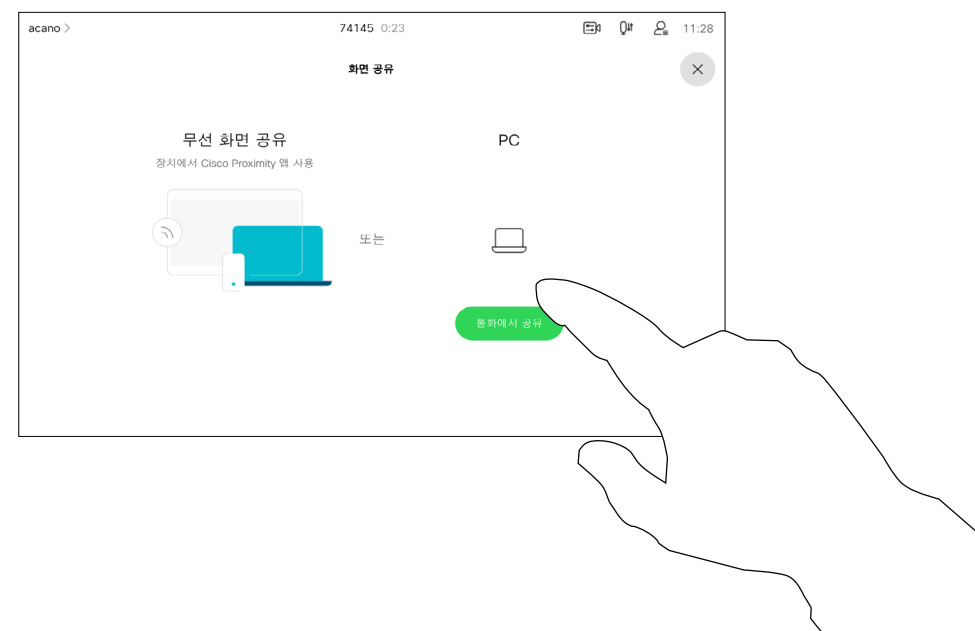 acano >
74145 0:23
11:28
화면 공유
무선 화면 공유
장치에서 Cisco Proximity 앱 사용
또는
PC
통화에서 공유